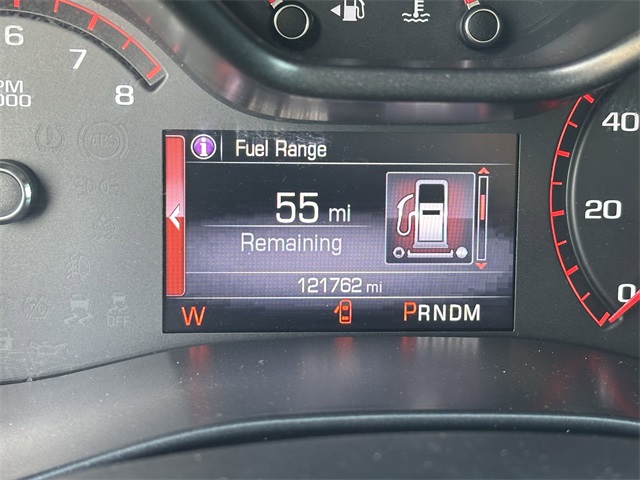 6
7
8
PM
000
40
20
0
i Fuel Range
55 mi
Remaining
121762 mi
W PRNDM